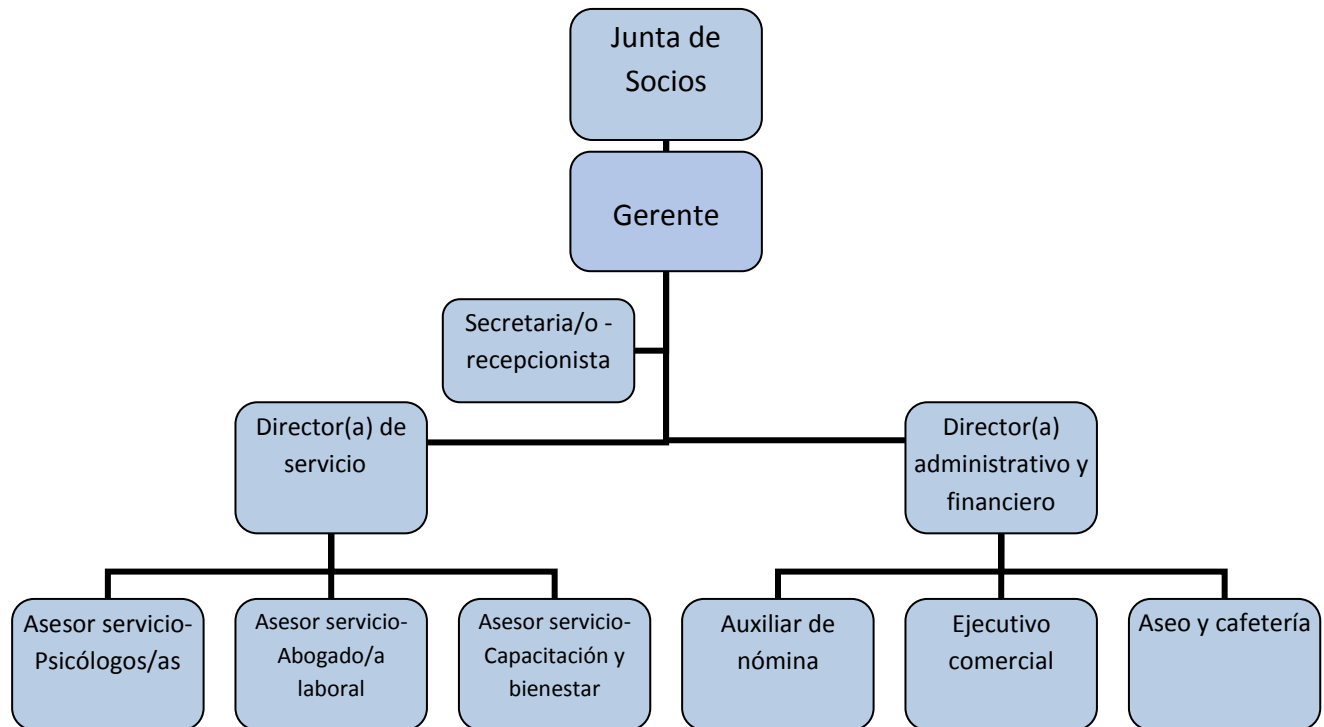 Junta de
Socios
Gerente
Secretaria/o -
recepcionista
Director(a) de
servicio
Director(a)
administrativo y
financiero
Asesor servicio-
Psicólogos/as
Asesor servicio-
Abogado/a
laboral
Asesor servicio-
Capacitación y
bienestar
Auxiliar de
nómina
Ejecutivo
comercial
Aseo y cafetería